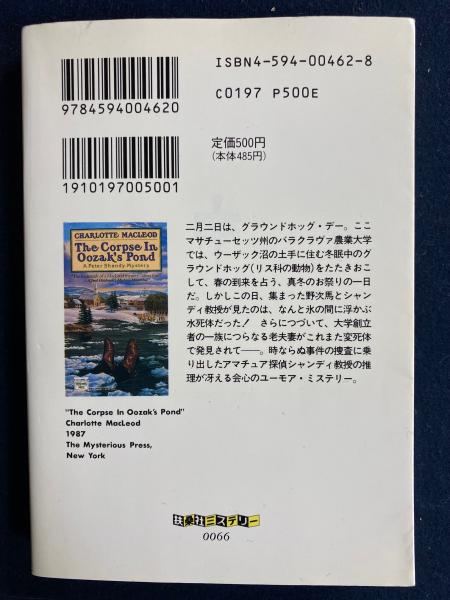 ISBN4-594-00462-8
C0197 P500E
9784594004620
定価500円
(本体485円)
1910197005001
CHARLOTTE MACLEOD
The Corpse In
Oozak's Pond
A Peter Shandy Mystery
二月二日は、グラウンドホッグ・デー。ここ
マサチューセッツ州のバラクラヴァ農業大学
では、ウーザック沼の土手に住む冬眠中のグ
ラウンドホッグ(リス科の動物)をたたきおこ
して、春の到来を占う、真冬のお祭りの一日
だ。しかしこの日、集まった野次馬とシャン
ディ教授が見たのは、なんと氷の間に浮かぶ
水死体だった! さらにつづいて、大学創立
者の一族につらなる老夫妻がこれまた変死体
で発見されて——。時ならぬ事件の捜査に乗
り出したアマチュア探偵シャンディ教授の推
理が冴える会心のユーモア・ミステリー。
"The Corpse In Oozak's Pond"
Charlotte MacLeod
1987
The Mysterious Press,
New York
扶桑社ミステリー
0066